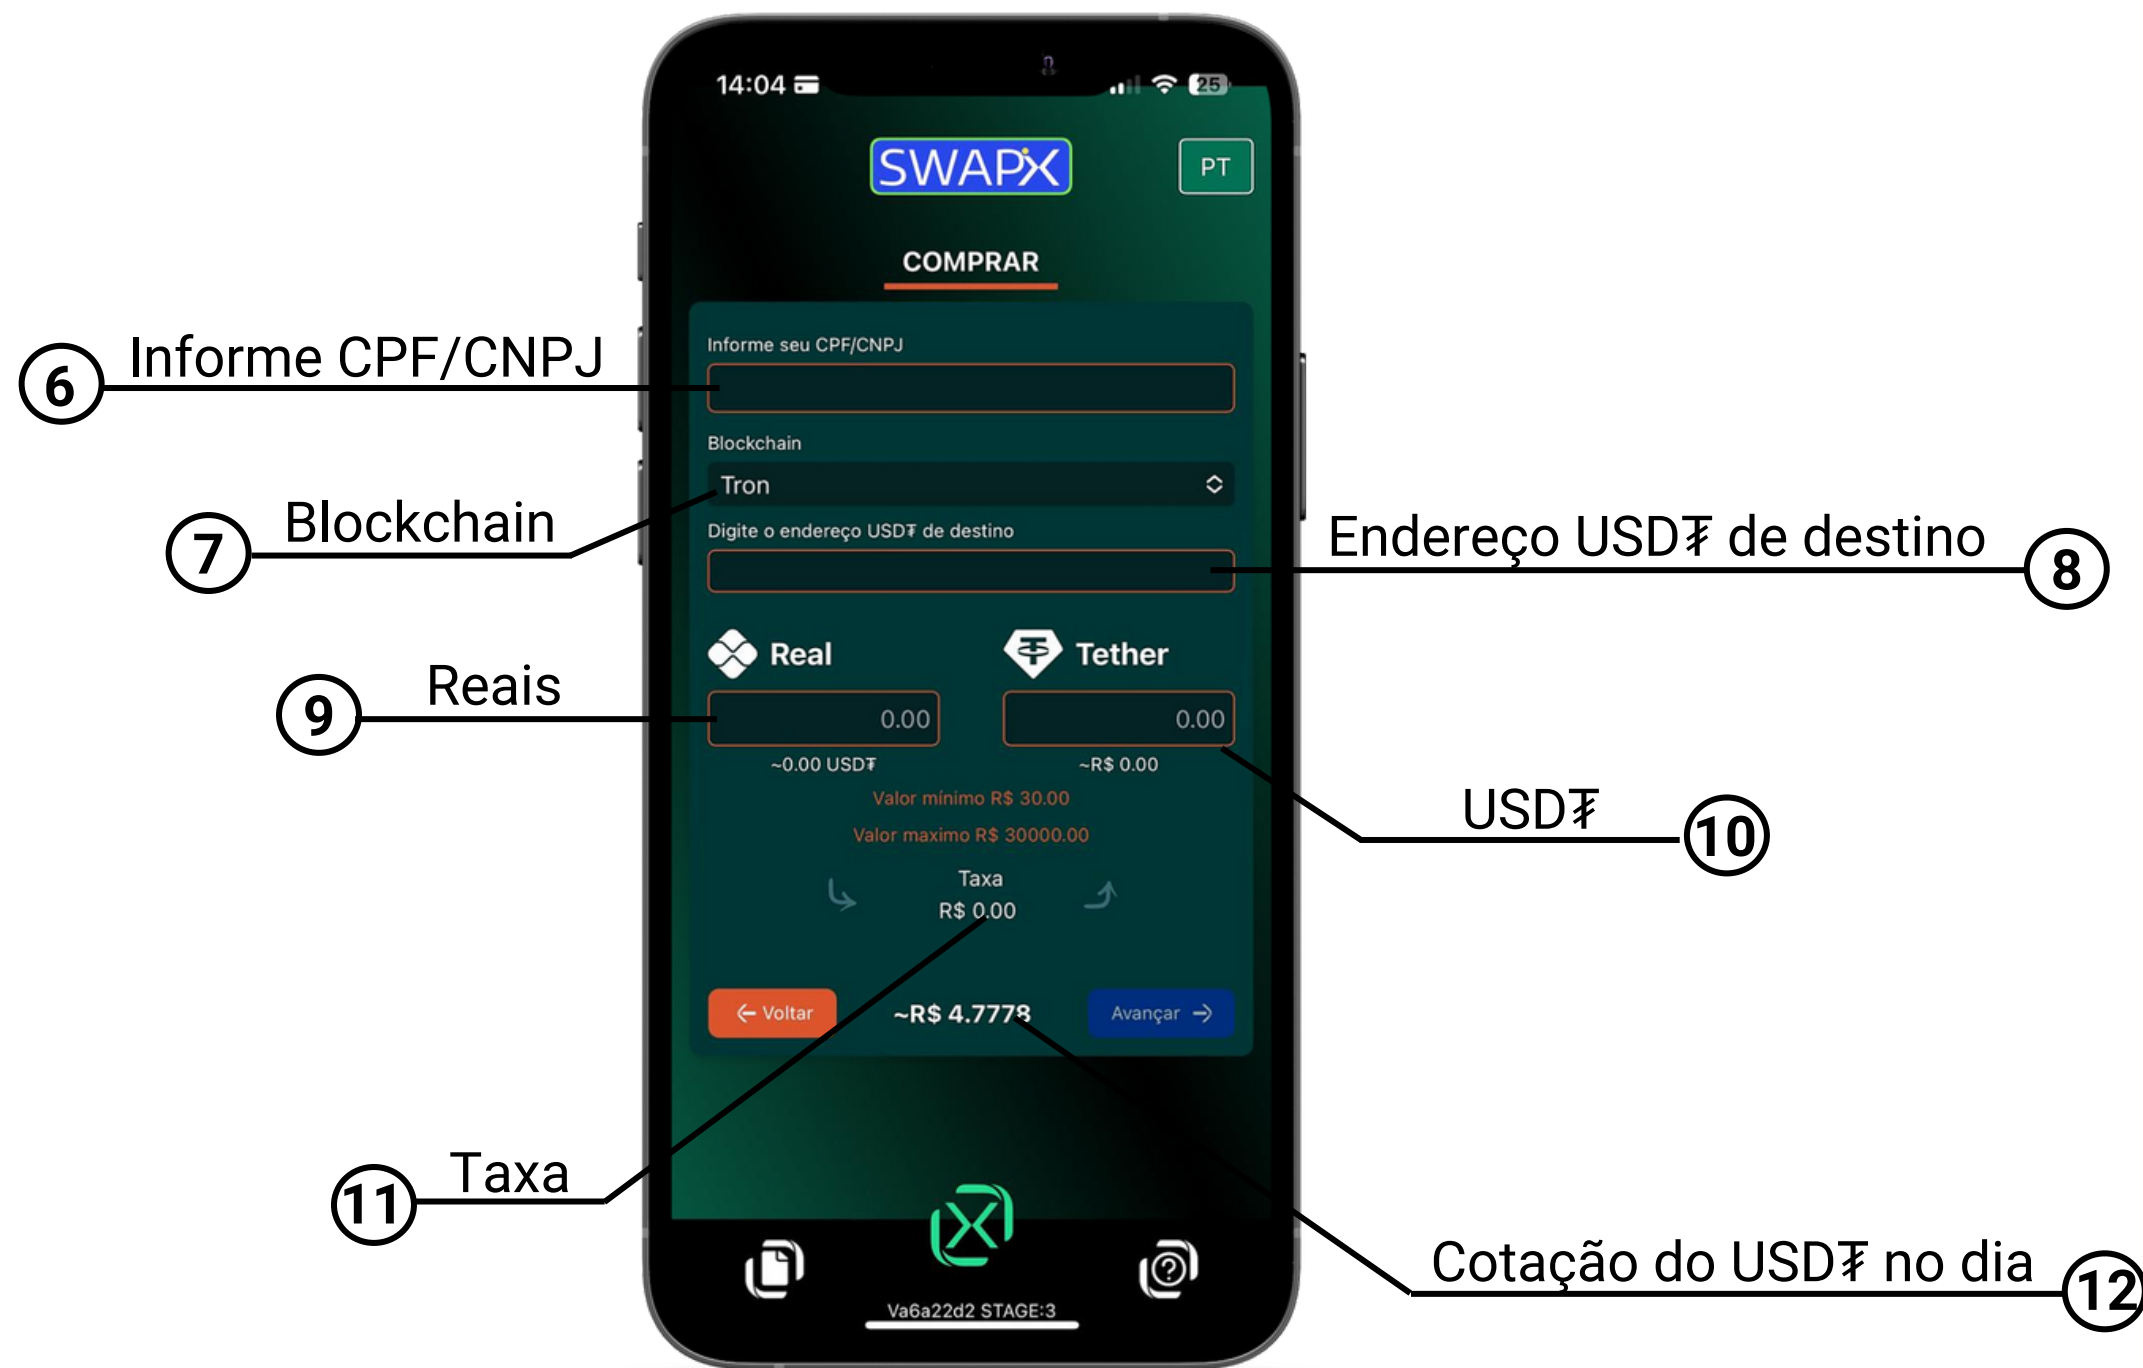 14:04
25
SWAPX
PT
COMPRAR
Informe seu CPF/CNPJ
6 Informe CPF/CNPJ
Blockchain
Tron
7 Blockchain
Digite o endereço USD₮ de destino
Endereço USD₮ de destino 8
Real
Tether
9 Reais
0.00
0.00
~0.00 USD₮
~R$ 0.00
Valor mínimo R$ 30.00
USD₮ 10
Valor maximo R$ 30000.00
Taxa
R$ 0.00
Voltar
~R$ 4.7778
Avançar
11 Taxa
Cotação do USD₮ no dia 12
Va6a22d2 STAGE:3